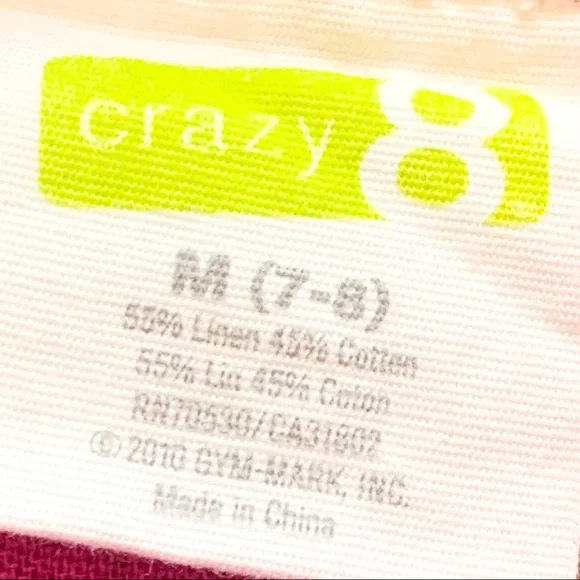 crazy 8
M (7-8)
55% Linen 45% Cotton
55% Lin 45% Coton
RN70530/CA31802
© 2010 GYM-MARK, INC.
Made in China